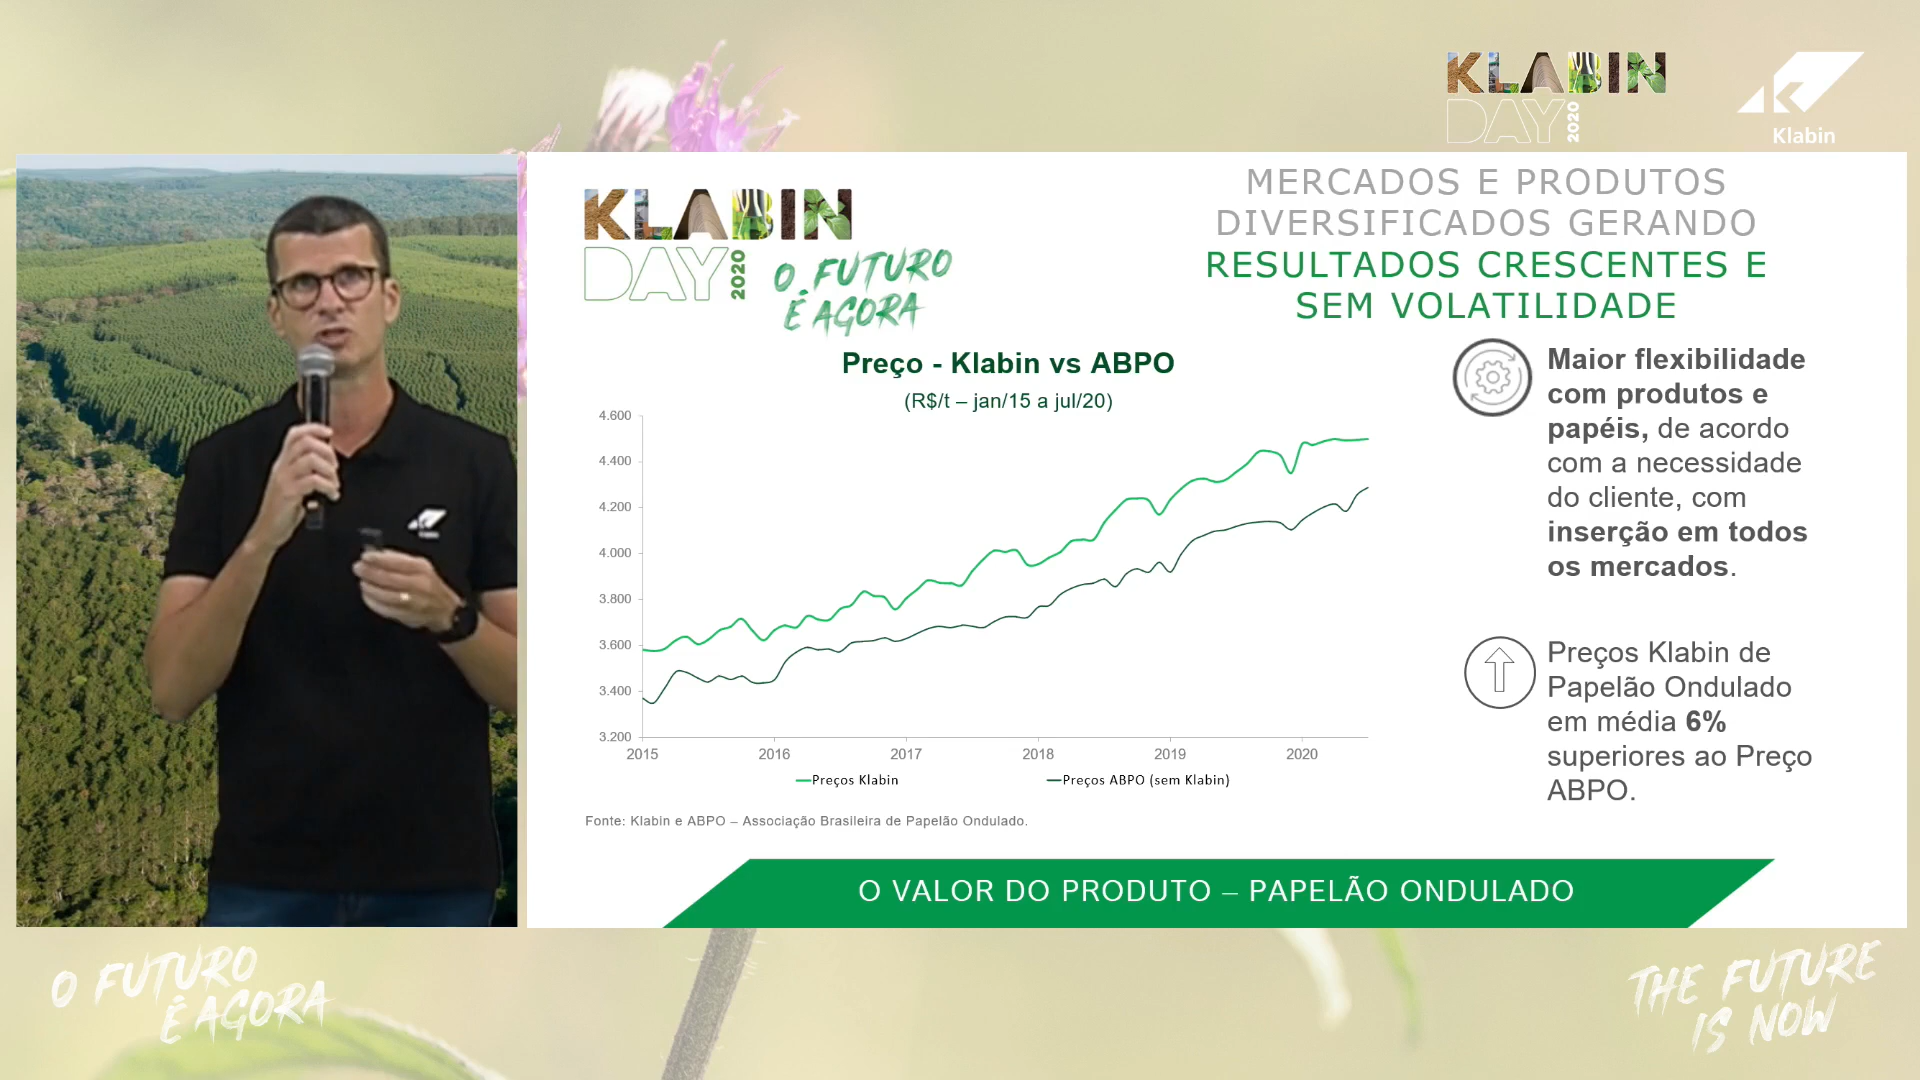 KLABIN
DAY 2020
Klabin
KLABIN
DAY 2020
O FUTURO
É AGORA
MERCADOS E PRODUTOS
DIVERSIFICADOS GERANDO
RESULTADOS CRESCENTES E
SEM VOLATILIDADE
Preço - Klabin vs ABPO
(R$/t – jan/15 a jul/20)
4.600
4.400
4.200
4.000
3.800
3.600
3.400
3.200
2015 2016 2017 2018 2019 2020
Preços Klabin Preços ABPO (sem Klabin)
Fonte: Klabin e ABPO – Associação Brasileira de Papelão Ondulado.
Maior flexibilidade
com produtos e
papéis, de acordo
com a necessidade
do cliente, com
inserção em todos
os mercados.
Preços Klabin de
Papelão Ondulado
em média 6%
superiores ao Preço
ABPO.
O VALOR DO PRODUTO – PAPELÃO ONDULADO
O FUTURO
É AGORA
THE FUTURE
IS NOW